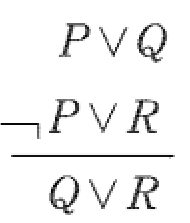 P ∨ Q
¬ P ∨ R
Q ∨ R